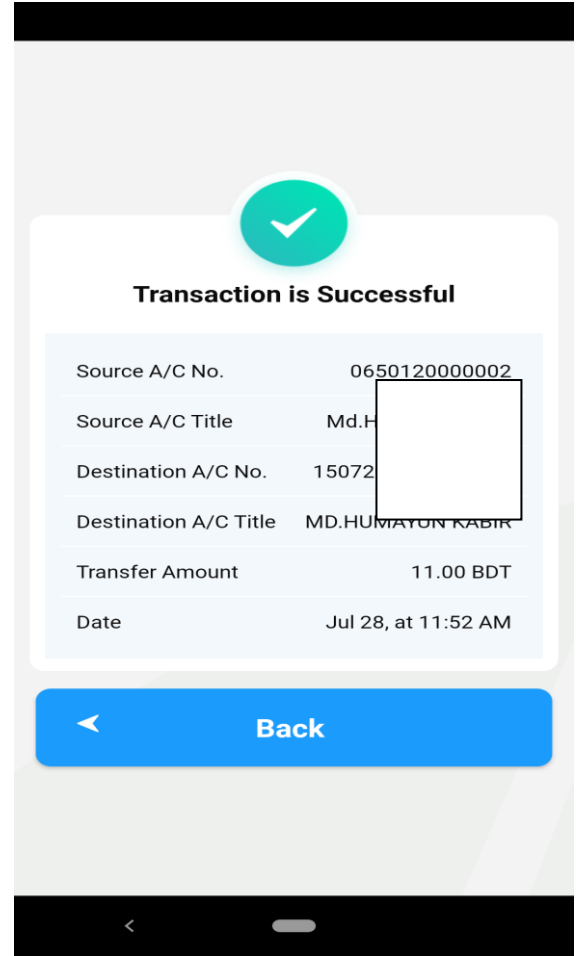 Transaction is Successful
Source A/C No. 0650120000002
Source A/C Title Md.H
Destination A/C No. 15072
Destination A/C Title MD.HUMAYUN KABIR
Transfer Amount 11.00 BDT
Date Jul 28, at 11:52 AM
Back